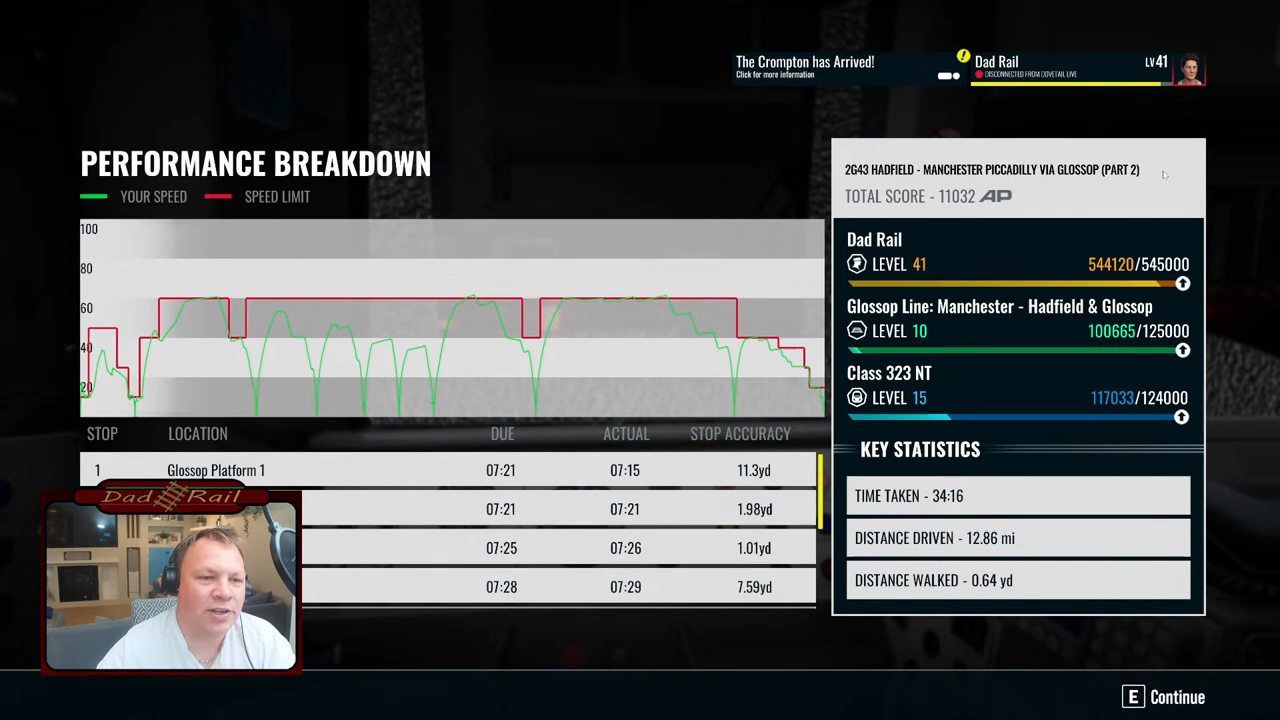 The Crompton has Arrived!
Click for more information
!
Dad Rail
DISCONNECTED FROM DOVETAIL LIVE
LV 41
PERFORMANCE BREAKDOWN
YOUR SPEED SPEED LIMIT
100
80
60
40
20
STOP LOCATION DUE ACTUAL STOP ACCURACY
1 Glossop Platform 1 07:21 07:15 11.3yd
07:21 07:21 1.98yd
07:25 07:26 1.01yd
07:28 07:29 7.59yd
Dad Rail
2G43 HADFIELD - MANCHESTER PICCADILLY VIA GLOSSOP (PART 2)
TOTAL SCORE - 11032 AP
Dad Rail
LEVEL 41 544120/545000
Glossop Line: Manchester - Hadfield & Glossop
LEVEL 10 100665/125000
Class 323 NT
LEVEL 15 117033/124000
KEY STATISTICS
TIME TAKEN - 34:16
DISTANCE DRIVEN - 12.86 mi
DISTANCE WALKED - 0.64 yd
E Continue